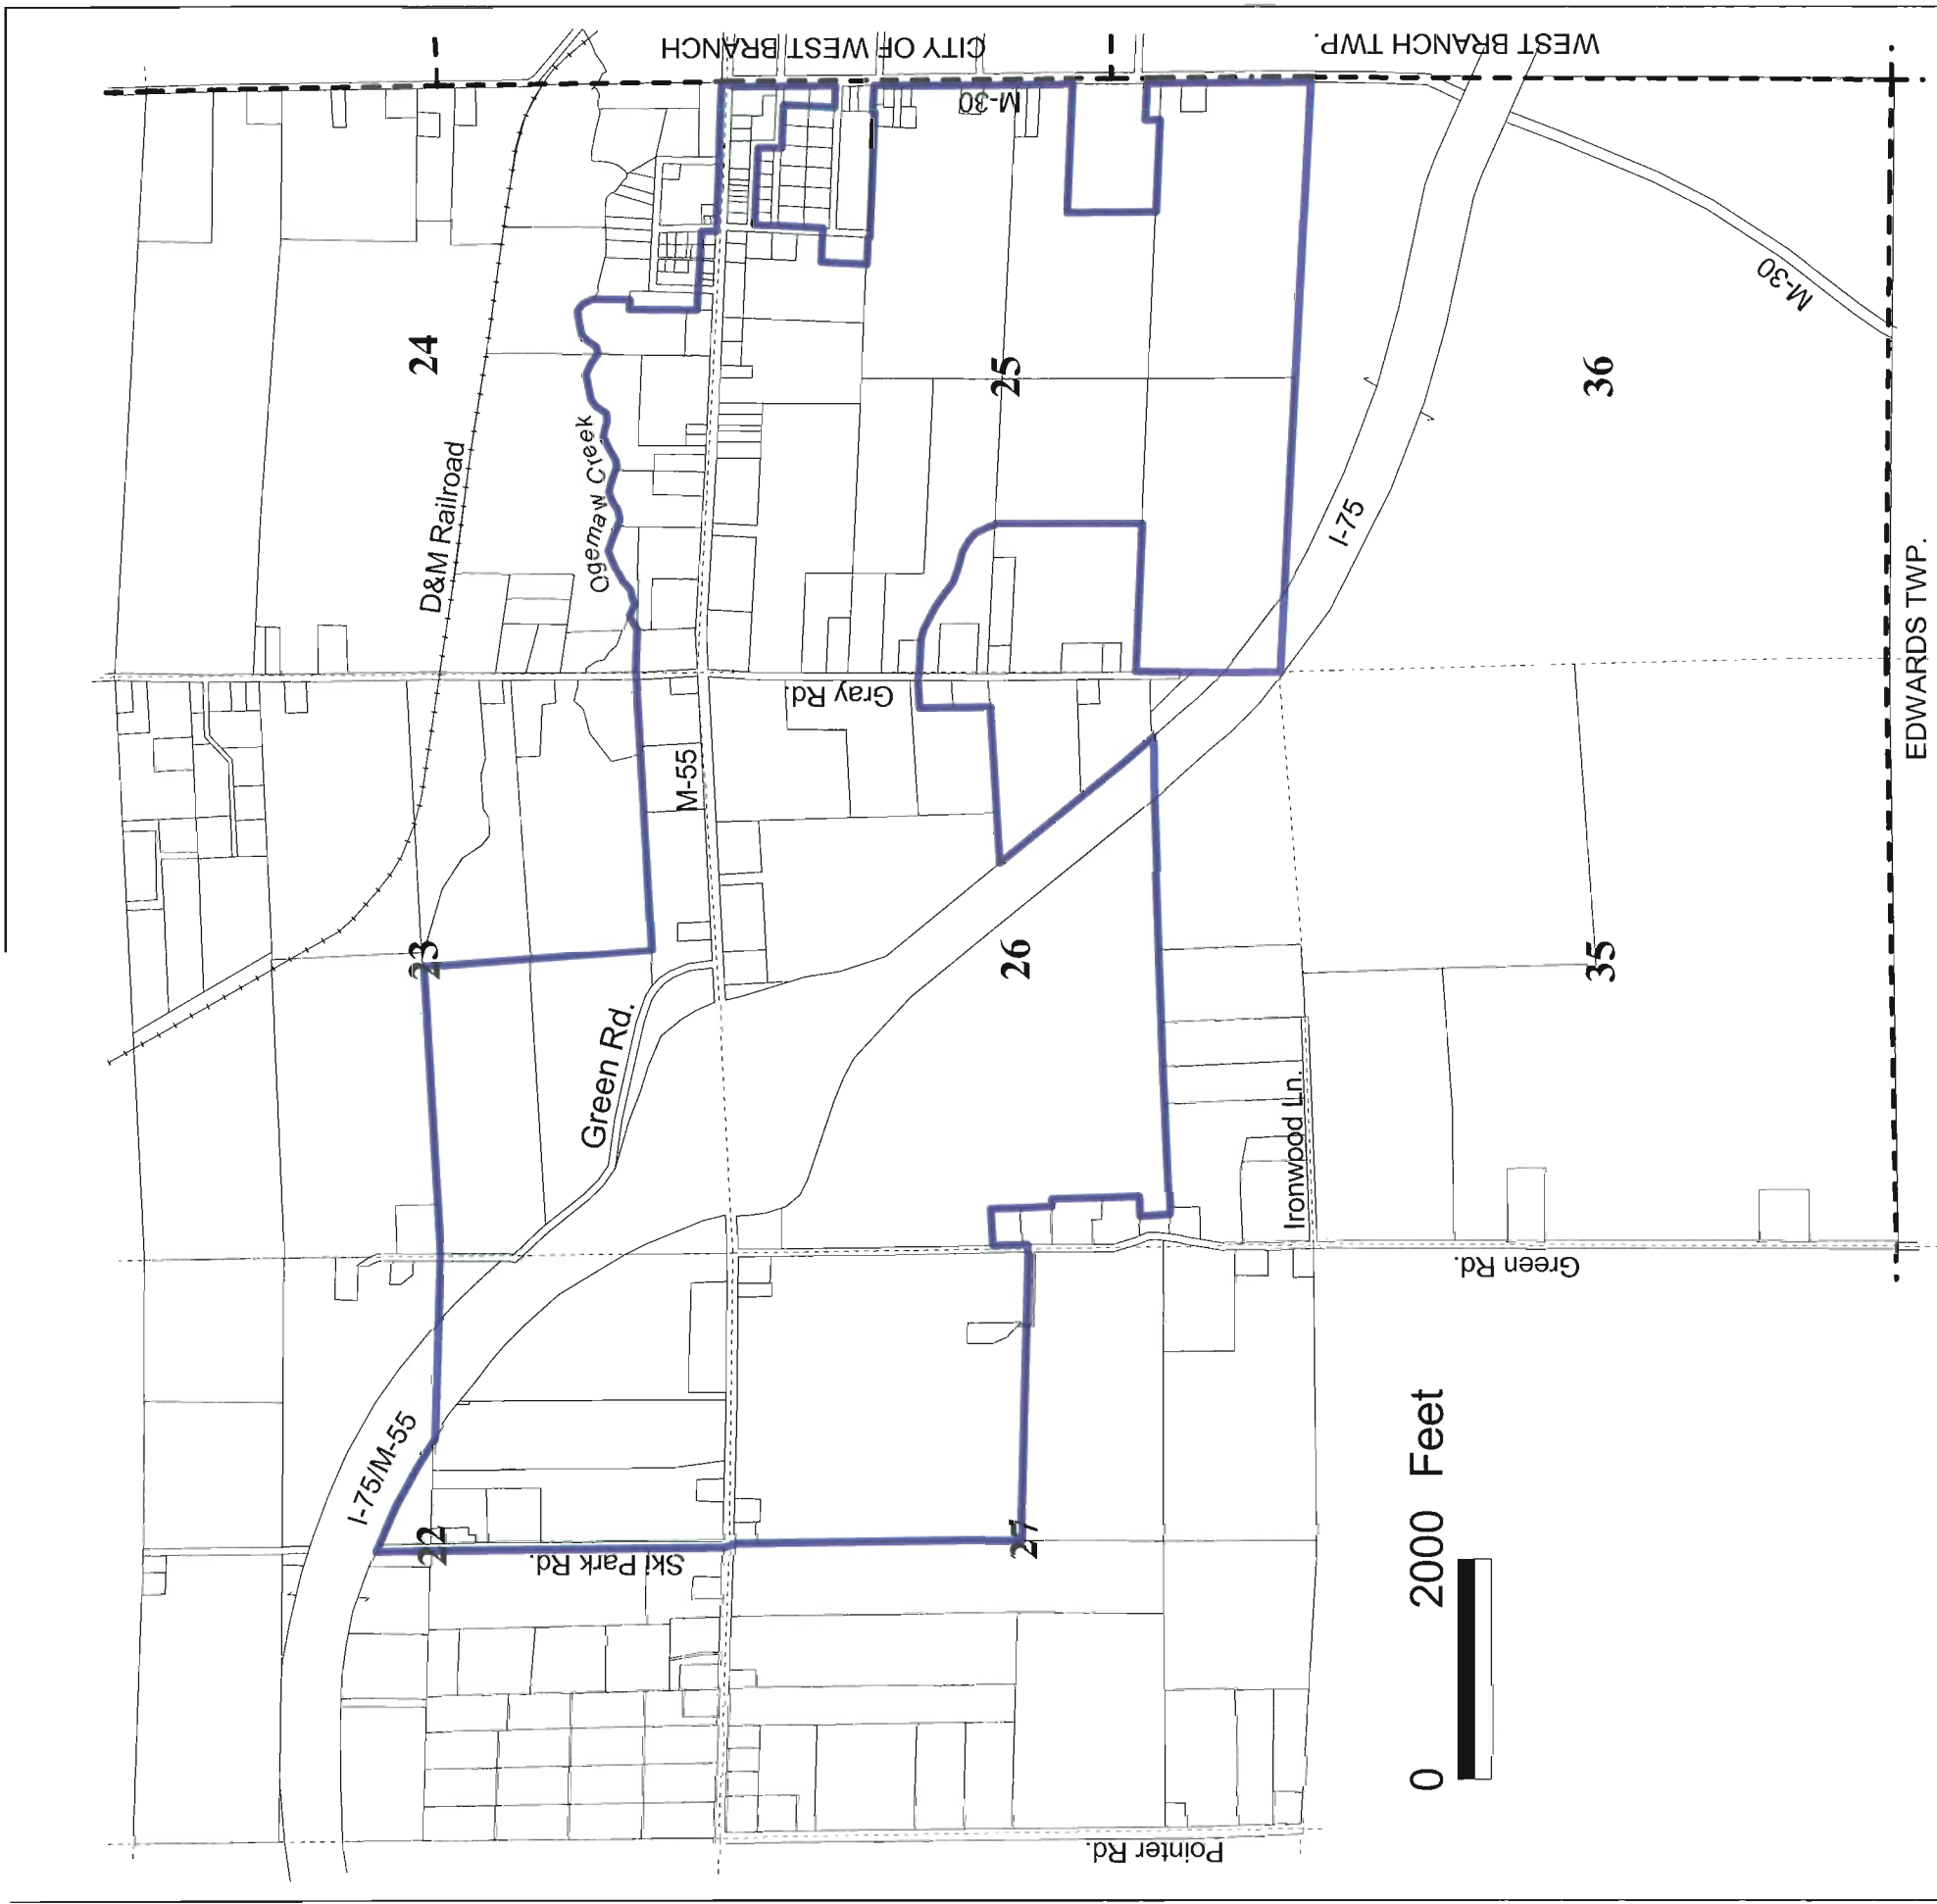 CITY OF WEST BRANCH
WEST BRANCH TWP.
M-30
24
25
36
M-30
D&M Railroad
Ogemaw Creek
I-75
EDWARDS TWP.
Gray Rd.
M-55
23
26
35
Green Rd.
Ironwood Ln.
Green Rd.
I-75/M-55
22
27
Ski Park Rd.
0 2000 Feet
Pointer Rd.